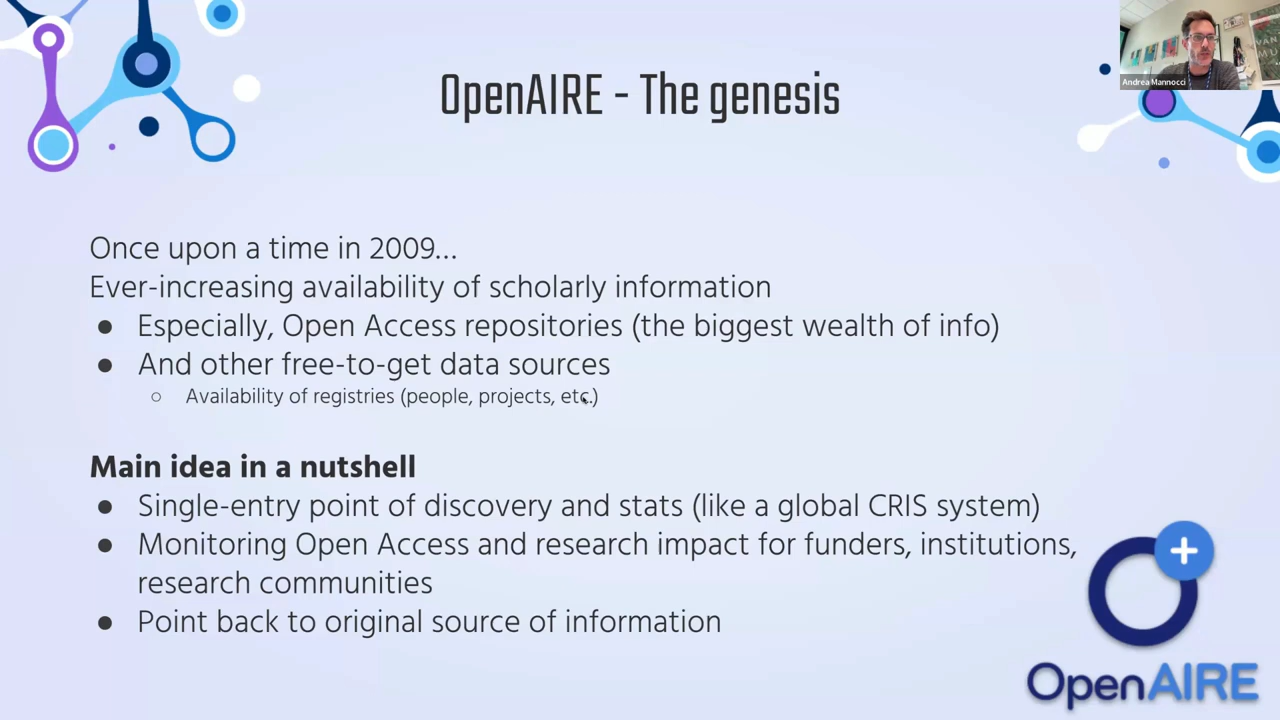 Andrea Mannocci
OpenAIRE - The genesis
Once upon a time in 2009...
Ever-increasing availability of scholarly information
● Especially, Open Access repositories (the biggest wealth of info)
● And other free-to-get data sources
○ Availability of registries (people, projects, etc.)
Main idea in a nutshell
● Single-entry point of discovery and stats (like a global CRIS system)
● Monitoring Open Access and research impact for funders, institutions,
research communities
● Point back to original source of information
OpenAIRE